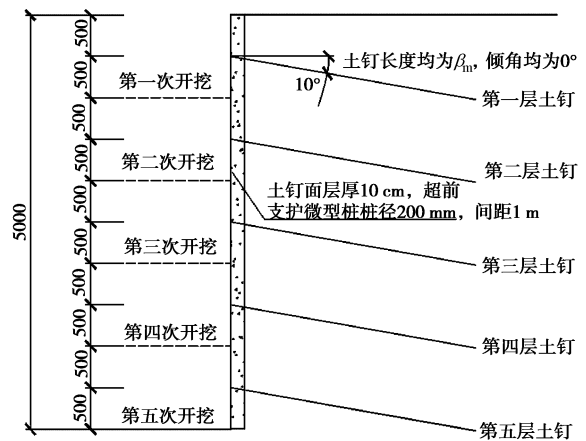 500
土钉长度均为βm, 倾角均为0°
500
10°
第一次开挖
第一层土钉
500
500
第二次开挖
第二层土钉
500
土钉面层厚10 cm, 超前
支护微型桩桩径200 mm, 间距1 m
5000
500
第三次开挖
第三层土钉
500
500
第四次开挖
第四层土钉
500
500
第五次开挖
第五层土钉